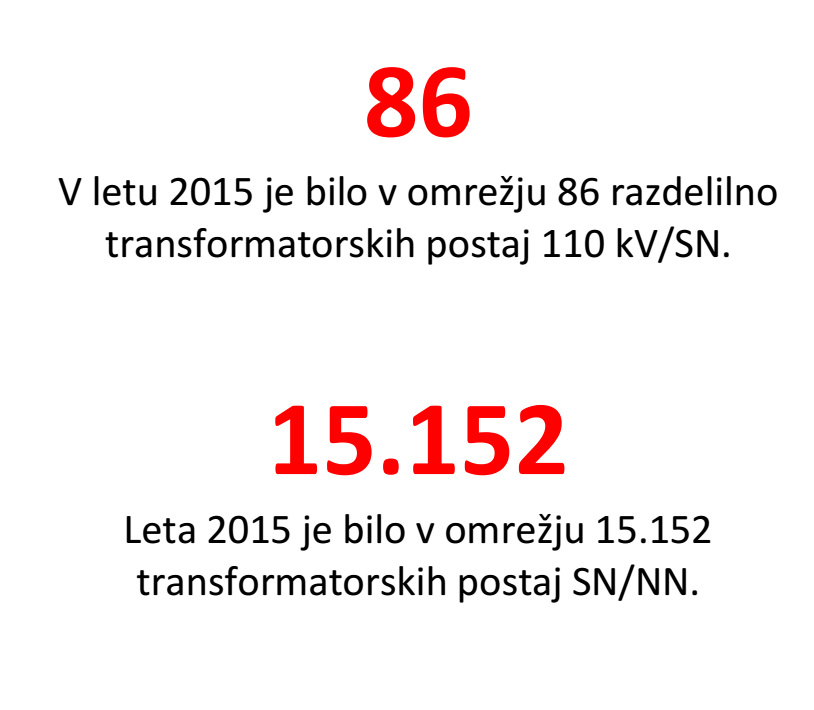 86
V letu 2015 je bilo v omrežju 86 razdelilno
transformatorskih postaj 110 kV/SN.
15.152
Leta 2015 je bilo v omrežju 15.152
transformatorskih postaj SN/NN.